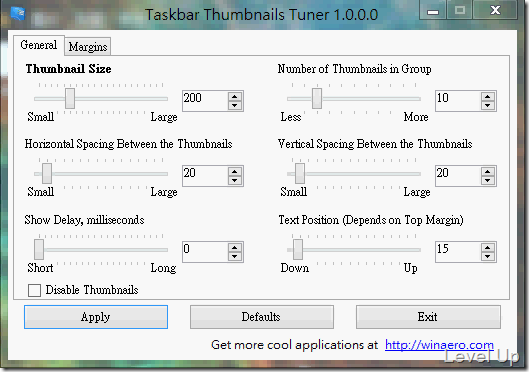 Taskbar Thumbnails Tuner 1.0.0.0
General Margins
Thumbnail Size
200
Small Large
Number of Thumbnails in Group
10
Less More
Horizontal Spacing Between the Thumbnails
20
Small Large
Vertical Spacing Between the Thumbnails
20
Small Large
Show Delay, milliseconds
0
Short Long
Text Position (Depends on Top Margin)
15
Down Up
Disable Thumbnails
Apply Defaults Exit
Get more cool applications at http://winaero.com
Level Up